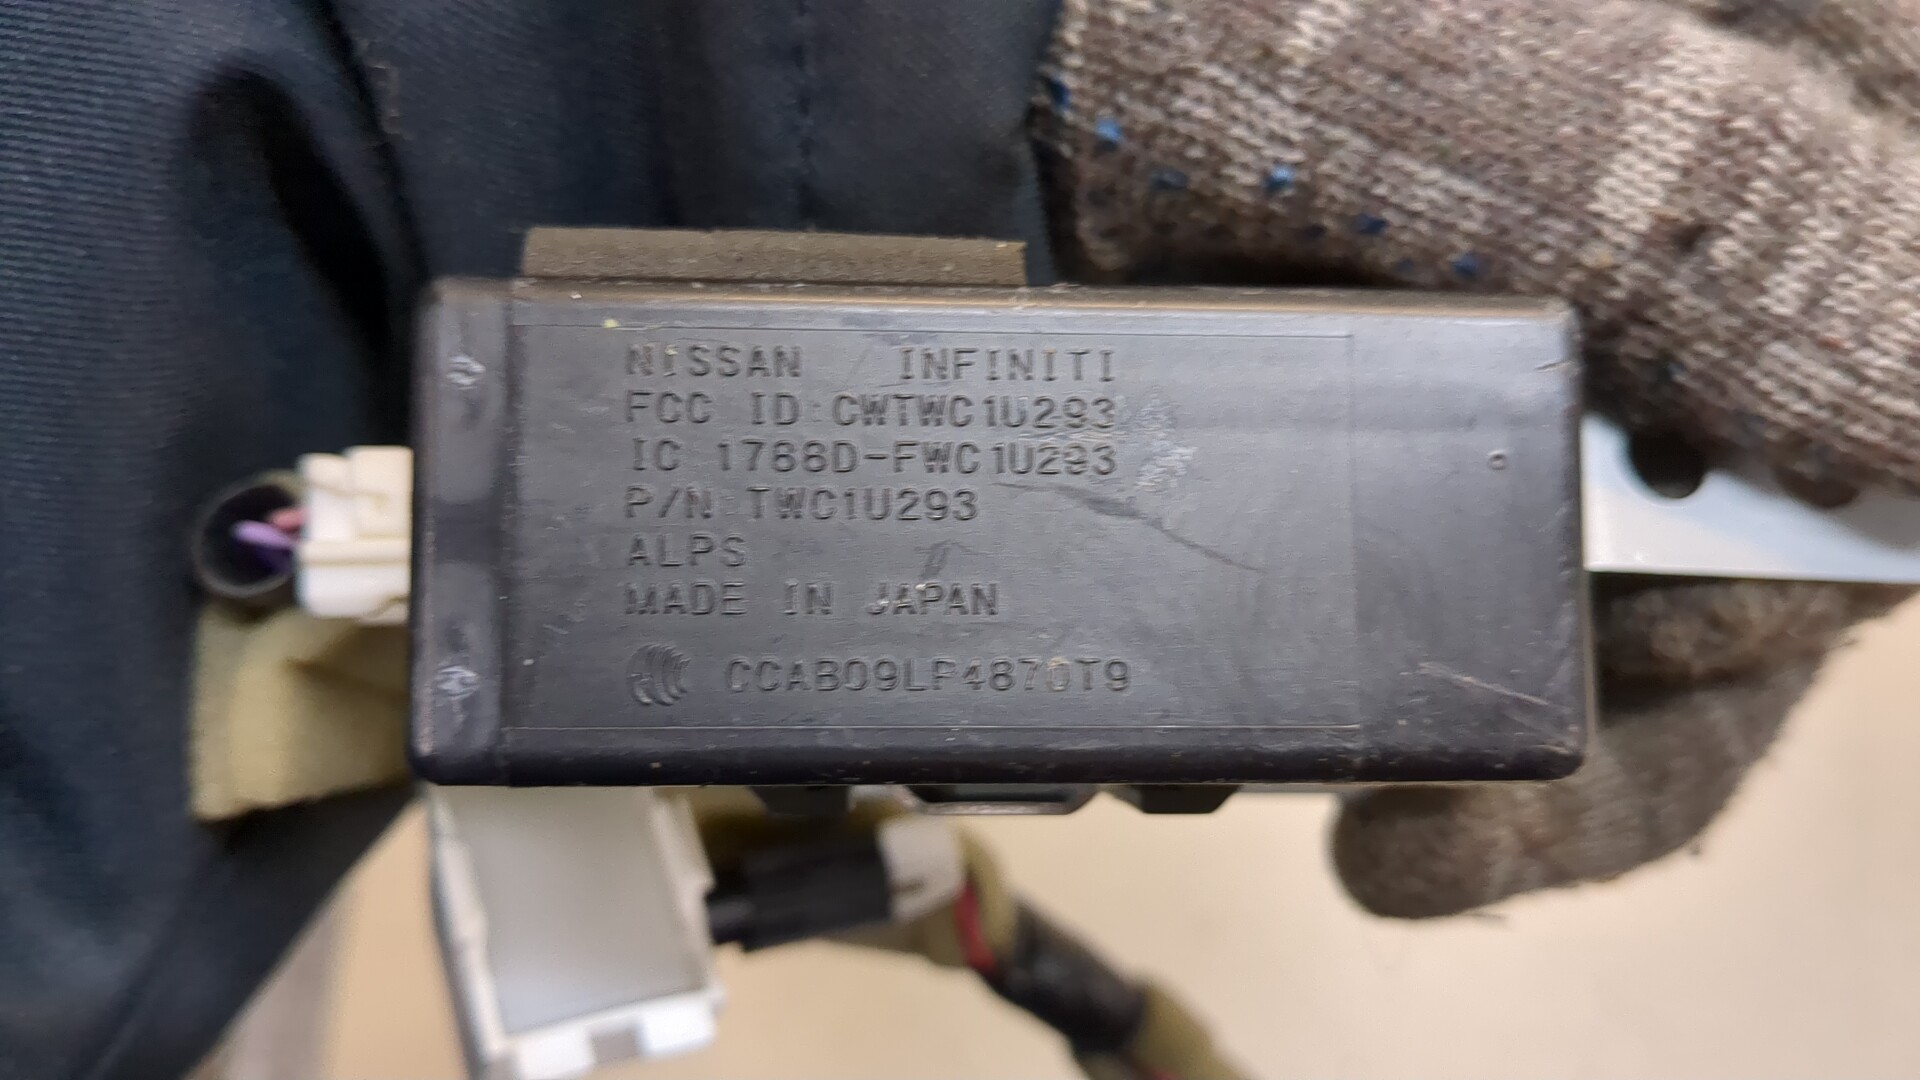 NISSAN INFINITI
FCC ID:CWTWC1U293
IC 1788D-FWC1U293
P/N TWC1U293
ALPS
MADE IN JAPAN
CCAB09LP4870T9